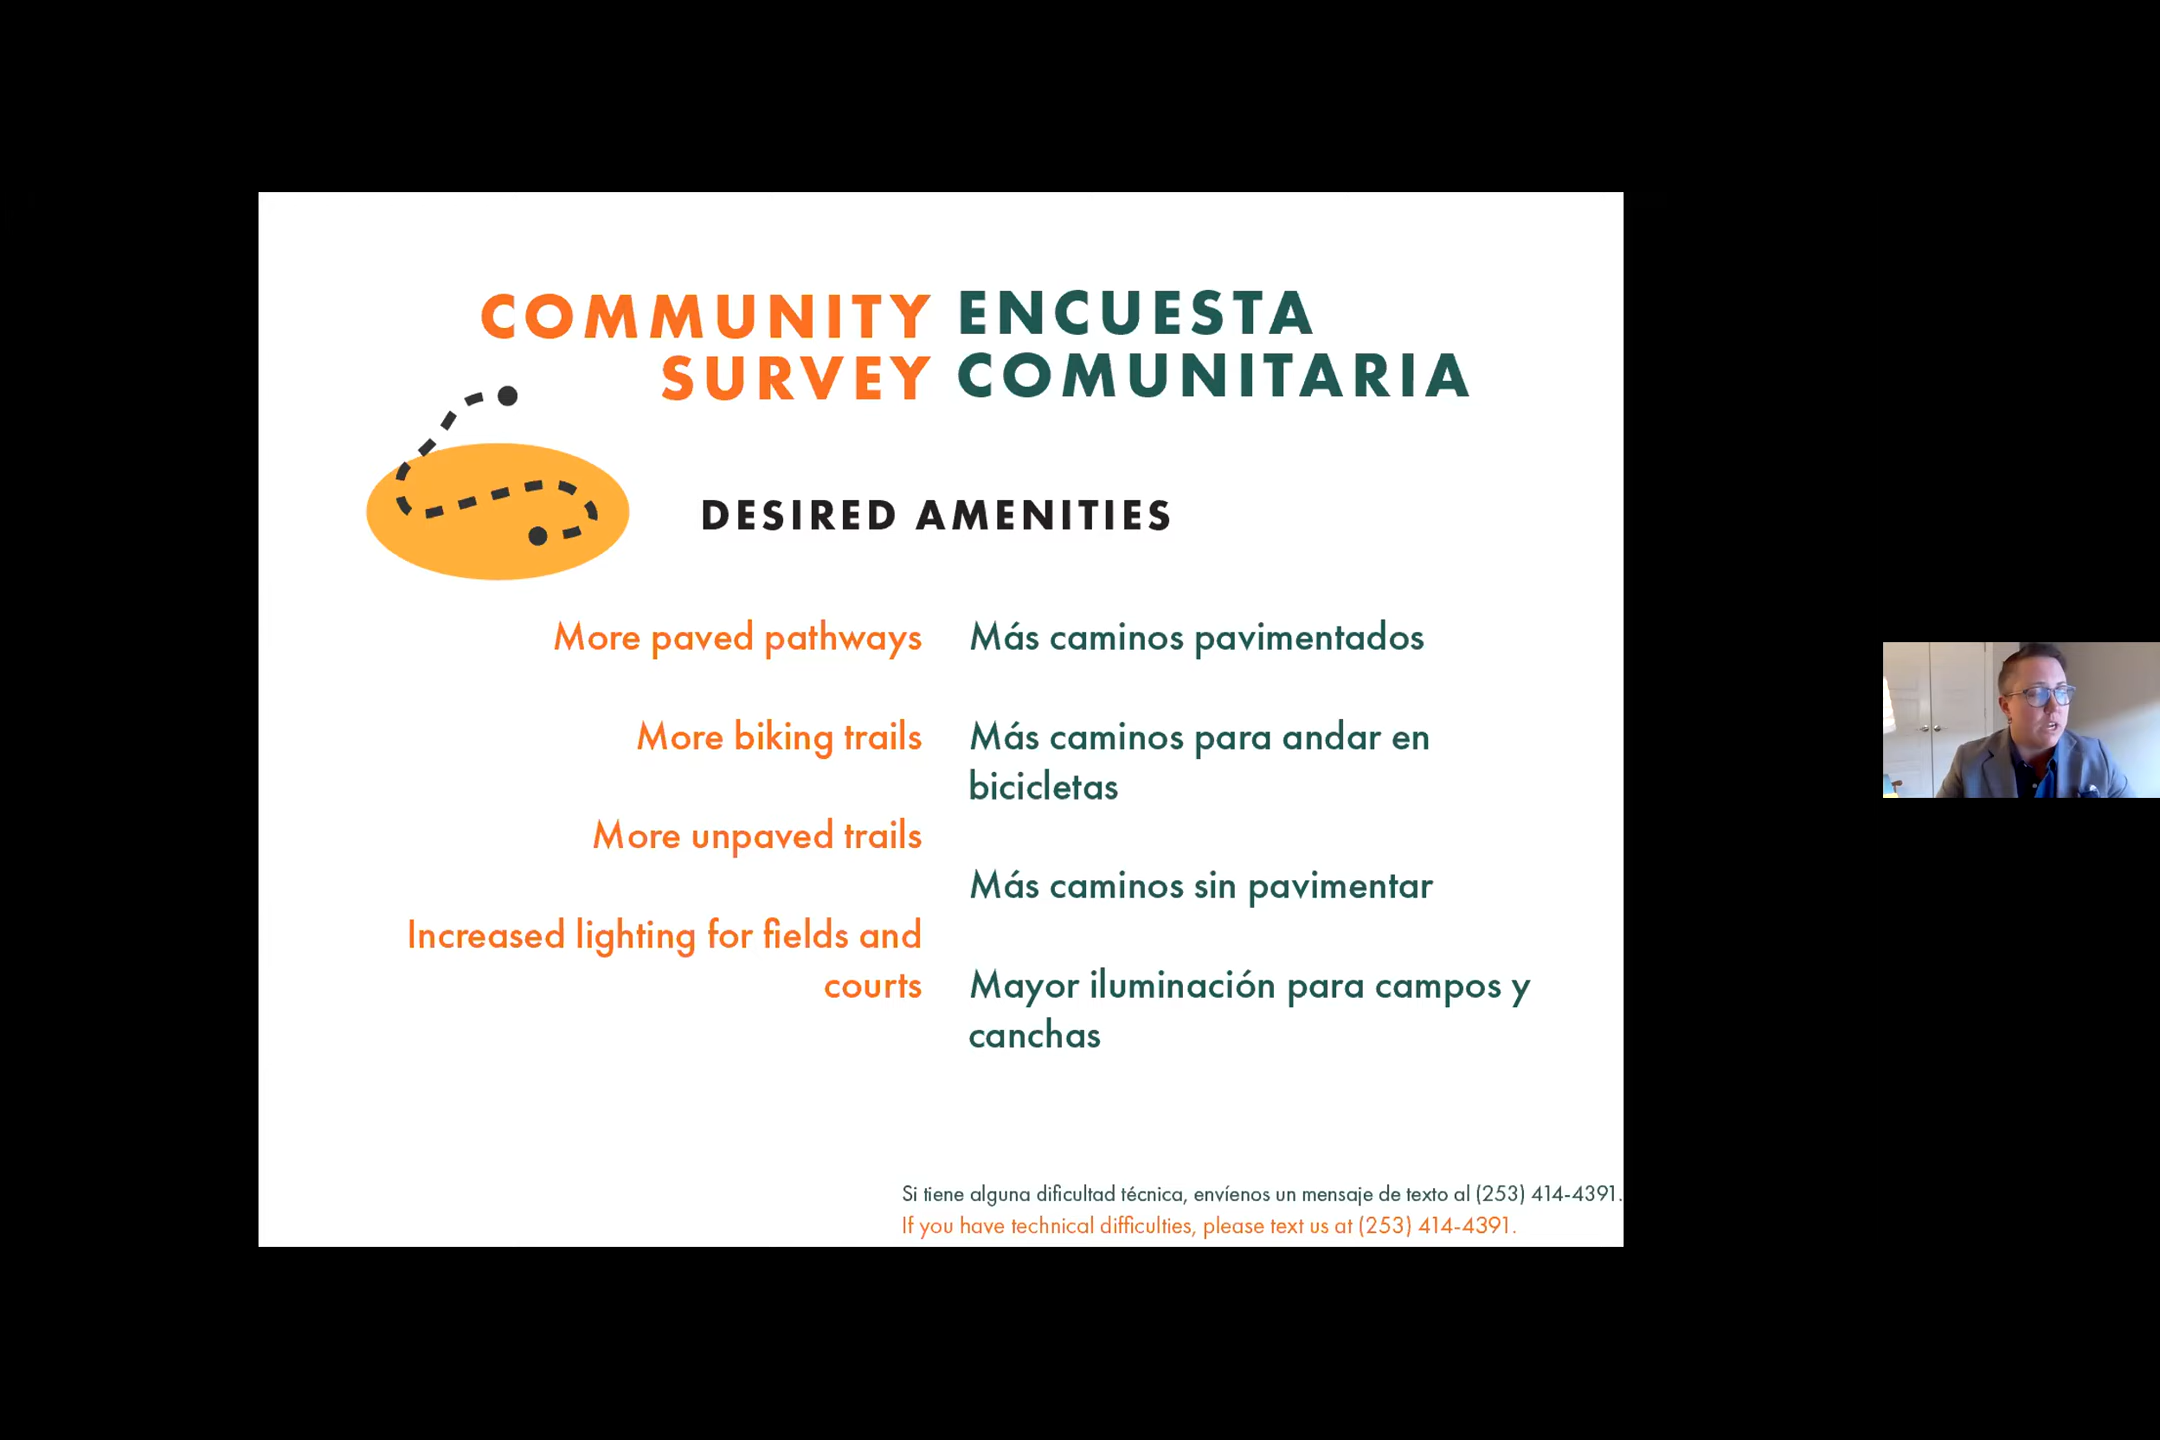 COMMUNITY
SURVEY
ENCUESTA
COMUNITARIA
DESIRED AMENITIES
More paved pathways
More biking trails
More unpaved trails
Increased lighting for fields and
courts
Más caminos pavimentados
Más caminos para andar en
bicicletas
Más caminos sin pavimentar
Mayor iluminación para campos y
canchas
Si tiene alguna dificultad técnica, envíenos un mensaje de texto al (253) 414-4391.
If you have technical difficulties, please text us at (253) 414-4391.